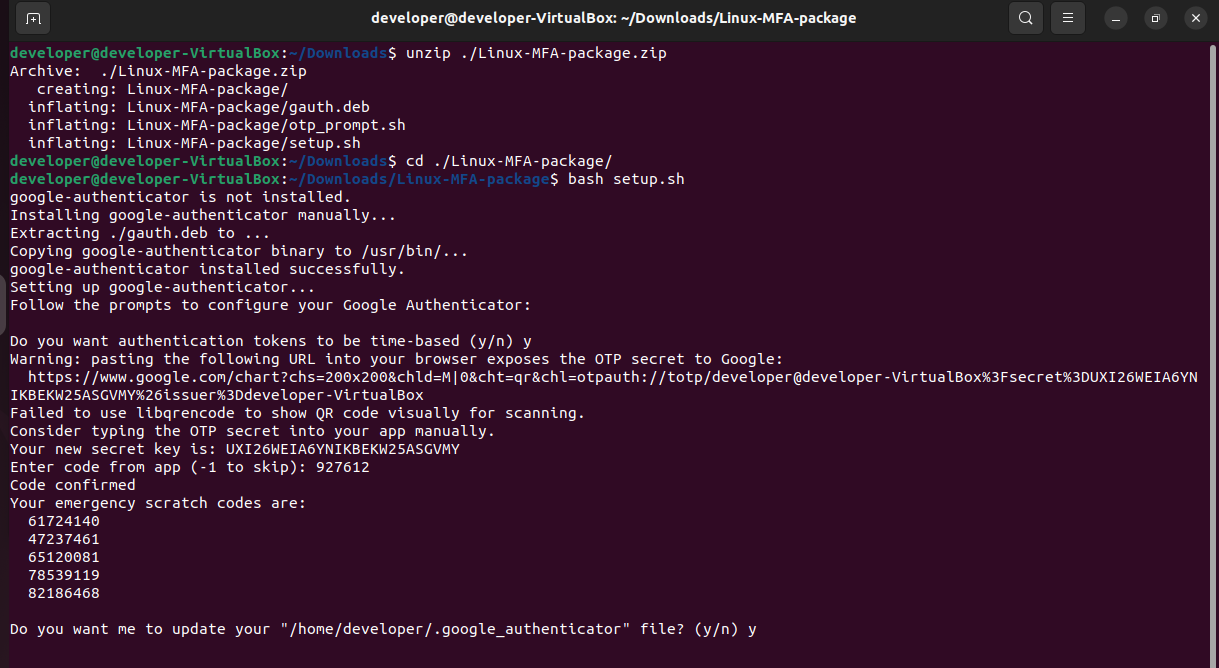 developer@developer-VirtualBox: ~/Downloads/Linux-MFA-package
developer@developer-VirtualBox:~/Downloads$ unzip ./Linux-MFA-package.zip
Archive:  ./Linux-MFA-package.zip
   creating: Linux-MFA-package/
  inflating: Linux-MFA-package/gauth.deb
  inflating: Linux-MFA-package/otp_prompt.sh
  inflating: Linux-MFA-package/setup.sh
developer@developer-VirtualBox:~/Downloads$ cd ./Linux-MFA-package/
developer@developer-VirtualBox:~/Downloads/Linux-MFA-package$ bash setup.sh
google-authenticator is not installed.
Installing google-authenticator manually...
Extracting ./gauth.deb to ...
Copying google-authenticator binary to /usr/bin/...
google-authenticator installed successfully.
Setting up google-authenticator...
Follow the prompts to configure your Google Authenticator:

Do you want authentication tokens to be time-based (y/n) y
Warning: pasting the following URL into your browser exposes the OTP secret to Google:
  https://www.google.com/chart?chs=200x200&chld=M|0&cht=qr&chl=otpauth://totp/developer@developer-VirtualBox%3Fsecret%3DUXI26WEIA6YN
IKBEKW25ASGVMY%26issuer%3Ddeveloper-VirtualBox
Failed to use libqrencode to show QR code visually for scanning.
Consider typing the OTP secret into your app manually.
Your new secret key is: UXI26WEIA6YNIKBEKW25ASGVMY
Enter code from app (-1 to skip): 927612
Code confirmed
Your emergency scratch codes are:
  61724140
  47237461
  65120081
  78539119
  82186468

Do you want me to update your "/home/developer/.google_authenticator" file? (y/n) y